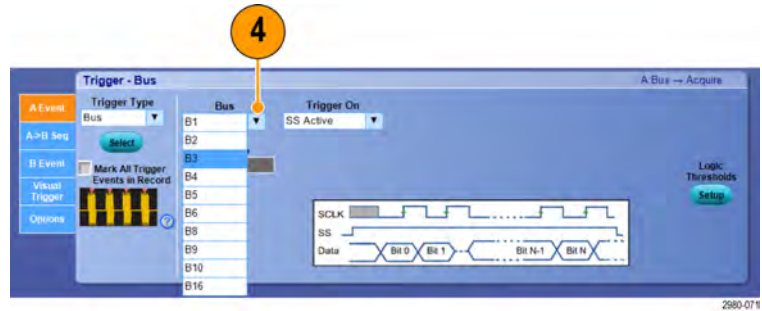 4
Trigger - Bus
A Bus → Acquire
A Event
A->B Seq
B Event
Visual
Trigger
Options
Trigger Type
Bus
Select
Mark All Trigger
Events in Record
Bus
B1
B2
B3
B4
B5
B6
B8
B9
B10
B16
Trigger On
SS Active
SCLK
SS
Data
Bit 0
Bit 1
Bit N-1
Bit N
Logic
Thresholds
Setup